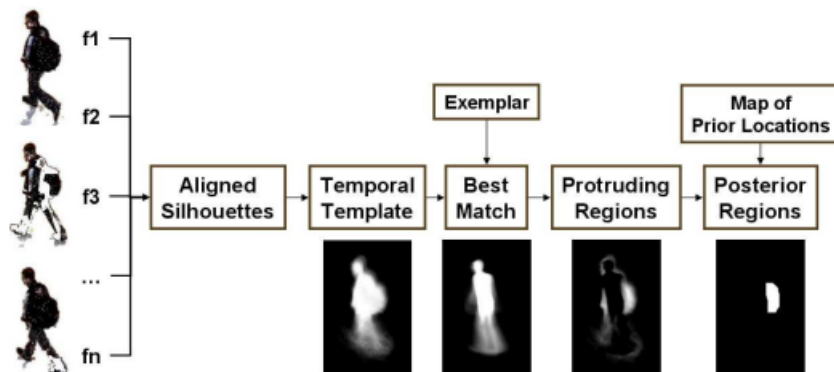 f1
f2
f3
...
fn
Aligned
Silhouettes
Temporal
Template
Exemplar
Best
Match
Protruding
Regions
Map of
Prior Locations
Posterior
Regions